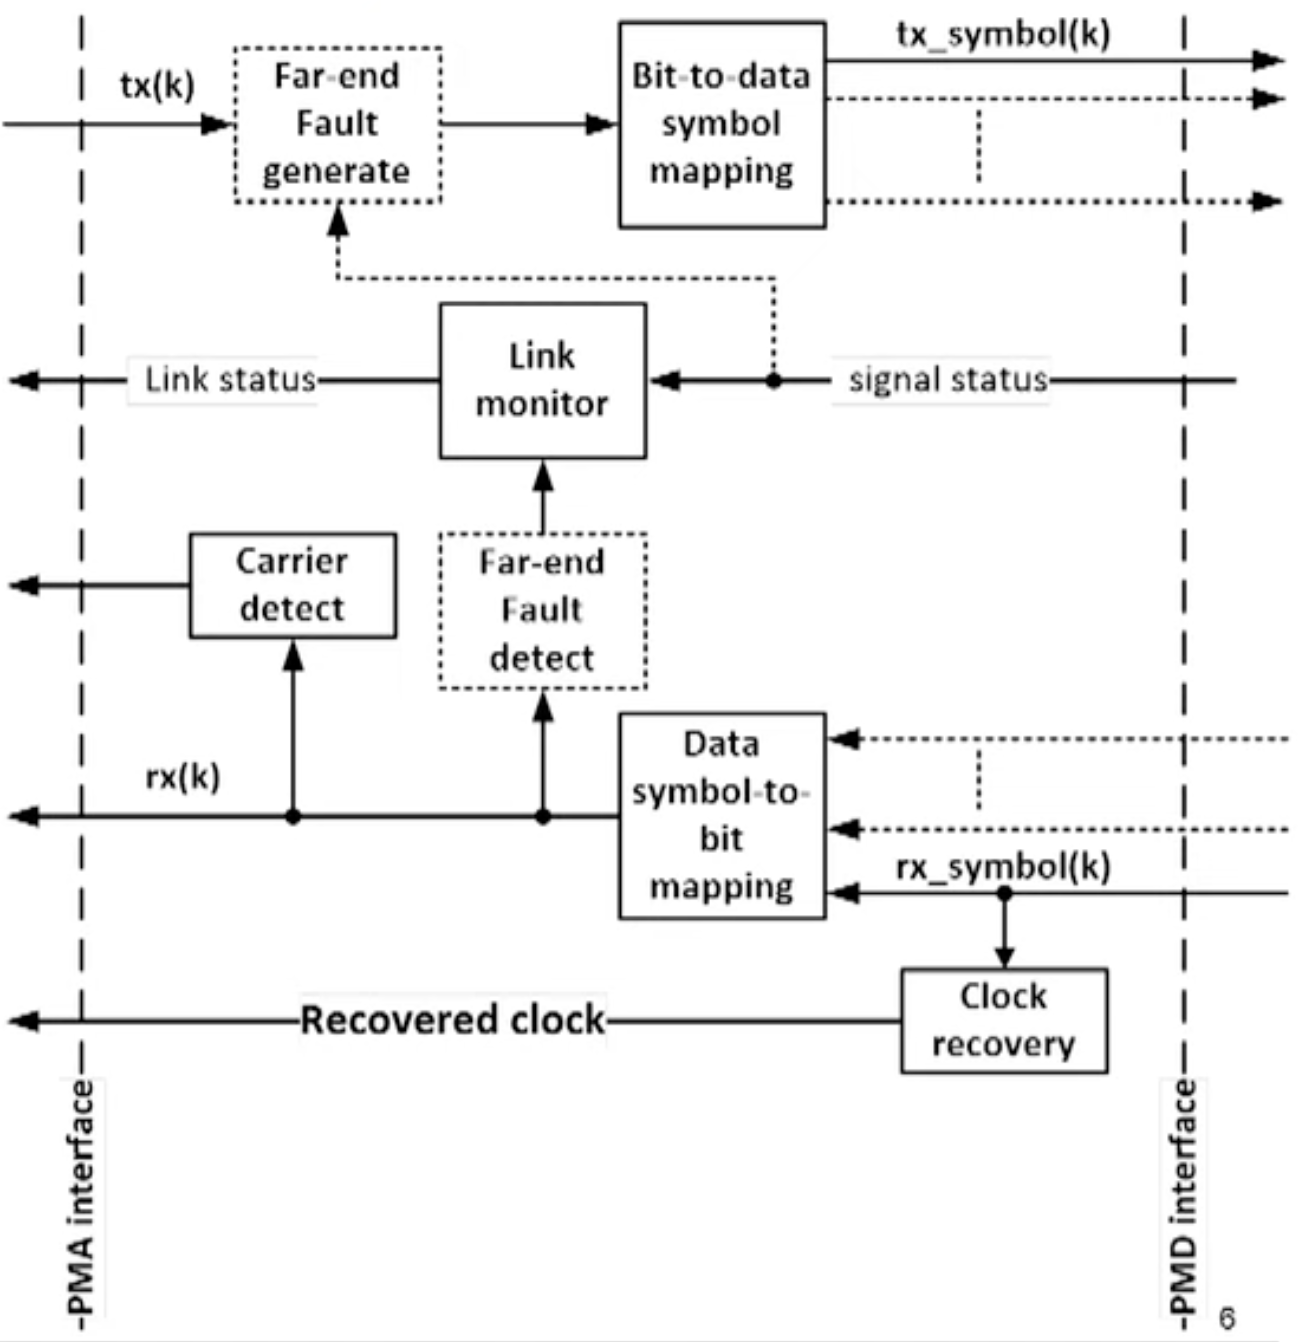 tx_symbol(k)
tx(k)
Far-end
Fault
generate
Bit-to-data
symbol
mapping
Link status
Link
monitor
signal status
Carrier
detect
Far-end
Fault
detect
rx(k)
Data
symbol-to-
bit
mapping
rx_symbol(k)
Recovered clock
Clock
recovery
PMA interface
PMD interface
6